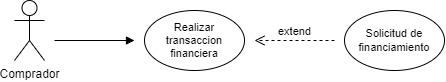 Realizar
transaccion
financiera
extend
Solicitud de
financiamiento
Comprador